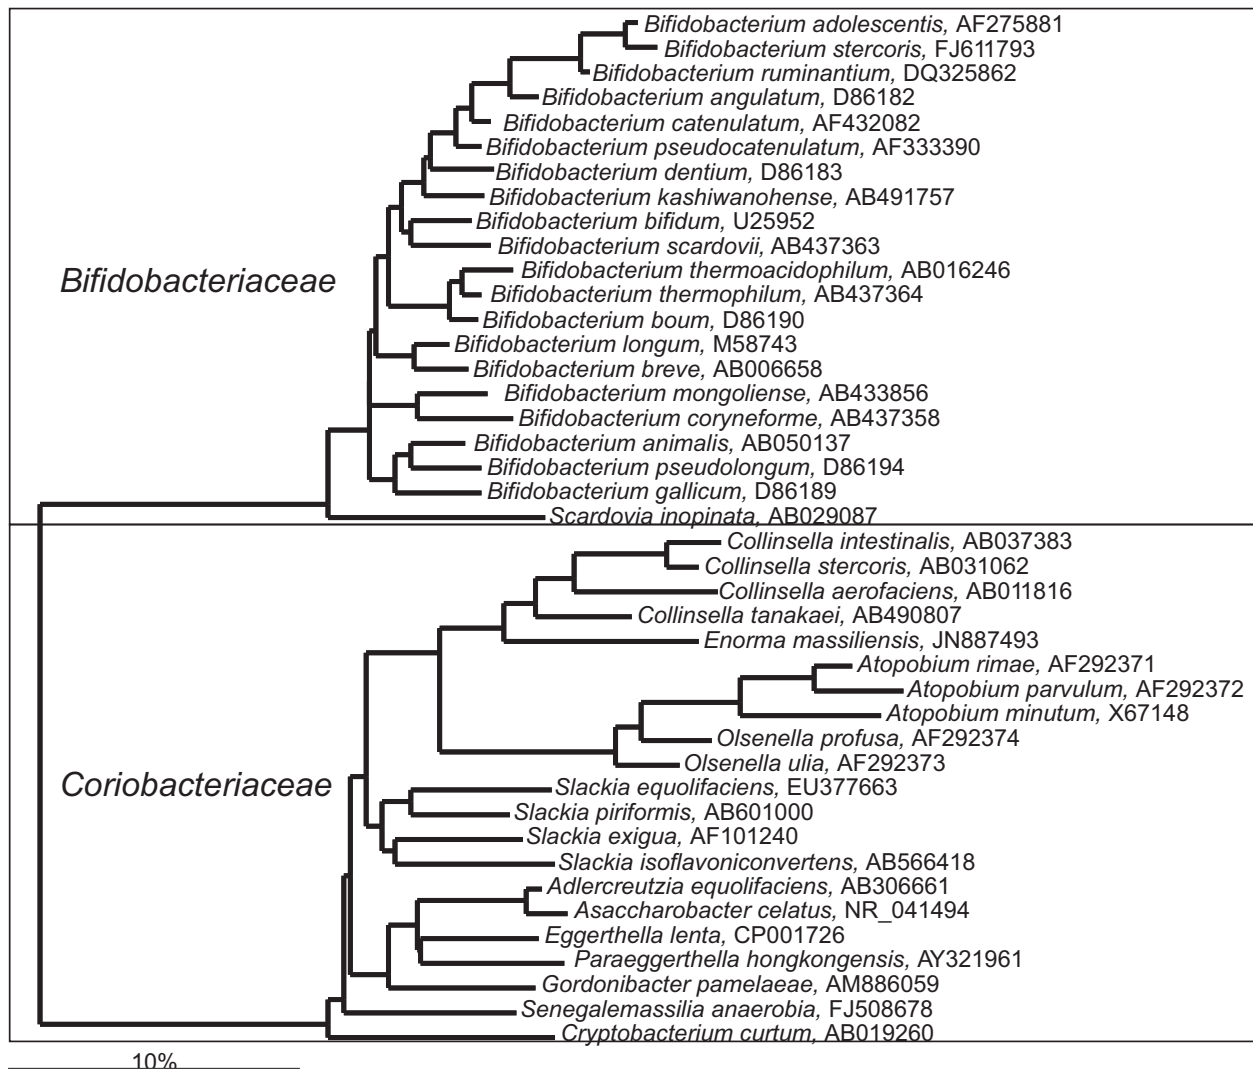 Bifidobacterium adolescentis, AF275881
Bifidobacterium stercoris, FJ611793
Bifidobacterium ruminantium, DQ325862
Bifidobacterium angulatum, D86182
Bifidobacterium catenulatum, AF432082
Bifidobacterium pseudocatenulatum, AF333390
Bifidobacterium dentium, D86183
Bifidobacterium kashiwanohense, AB491757
Bifidobacterium bifidum, U25952
Bifidobacterium scardovii, AB437363
Bifidobacteriaceae
Bifidobacterium thermoacidophilum, AB016246
Bifidobacterium thermophilum, AB437364
Bifidobacterium boum, D86190
Bifidobacterium longum, M58743
Bifidobacterium breve, AB006658
Bifidobacterium mongoliense, AB433856
Bifidobacterium coryneforme, AB437358
Bifidobacterium animalis, AB050137
Bifidobacterium pseudolongum, D86194
Bifidobacterium gallicum, D86189
Scardovia inopinata, AB029087
Collinsella intestinalis, AB037383
Collinsella stercoris, AB031062
Collinsella aerofaciens, AB011816
Collinsella tanakaei, AB490807
Enorma massiliensis, JN887493
Atopobium rimae, AF292371
Atopobium parvulum, AF292372
Atopobium minutum, X67148
Olsenella profusa, AF292374
Olsenella ulia, AF292373
Coriobacteriaceae
Slackia equolifaciens, EU377663
Slackia piriformis, AB601000
Slackia exigua, AF101240
Slackia isoflavoniconvertens, AB566418
Adlercreutzia equolifaciens, AB306661
Asaccharobacter celatus, NR_041494
Eggerthella lenta, CP001726
Paraeggerthella hongkongensis, AY321961
Gordonibacter pamelaeae, AM886059
Senegalemassilia anaerobia, FJ508678
Cryptobacterium curtum, AB019260
10%